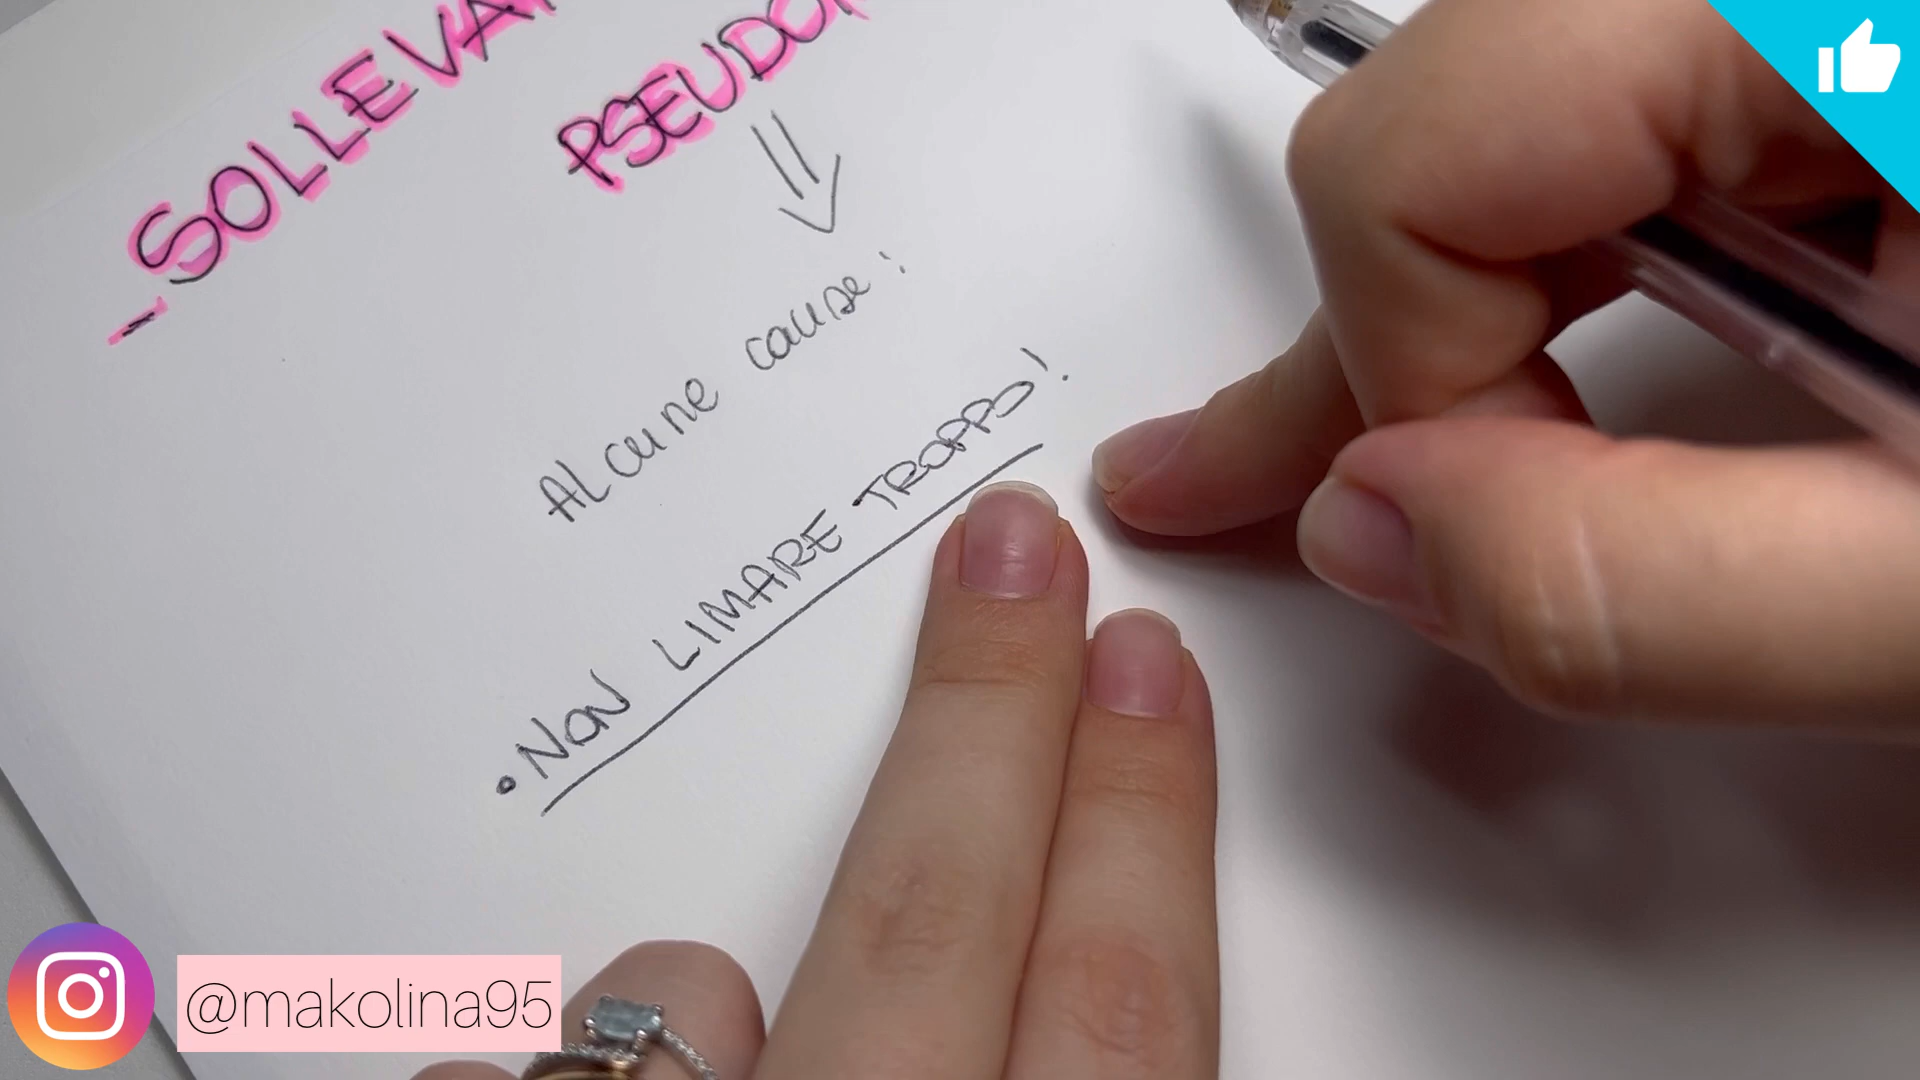 - SOLLEVA
PSEUDO
ALcune cause:
• NON LIMARE TROPPO!
@makolina95